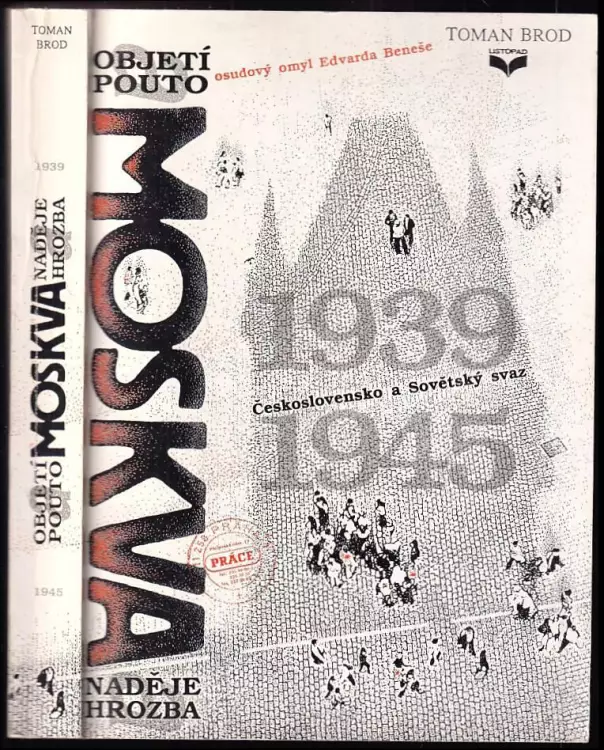 TOMAN
BROD
1939
OBJETÍ
POUTO
MOSKVA
NADĚJE
HROZBA
1945
OBJETÍ
POUTO
osudový omyl Edvarda Beneše
TOMAN BROD
LISTOPAD
MOSKVA
1939
Československo a Sovětský svaz
1945
PRÁCE
NADĚJE
HROZBA